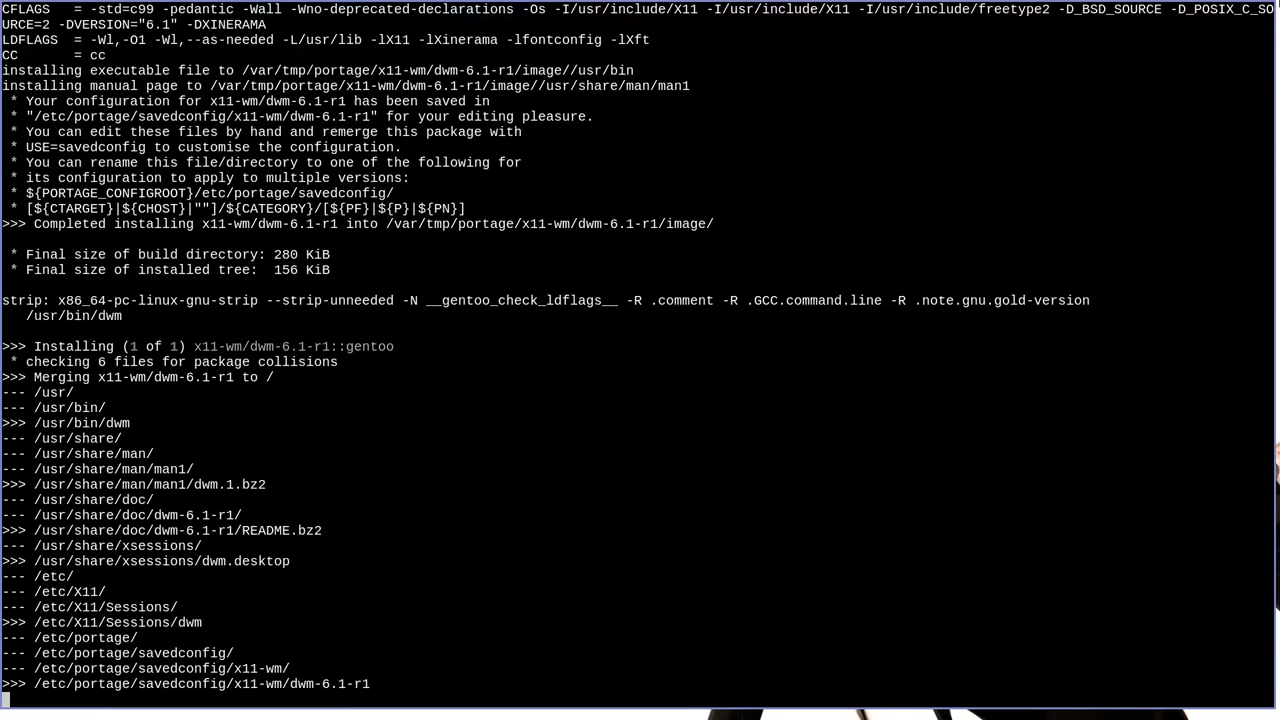 CFLAGS   = -std=c99 -pedantic -Wall -Wno-deprecated-declarations -Os -I/usr/include/X11 -I/usr/include/X11 -I/usr/include/freetype2 -D_BSD_SOURCE -D_POSIX_C_SO
URCE=2 -DVERSION="6.1" -DXINERAMA
LDFLAGS  = -Wl,-O1 -Wl,--as-needed -L/usr/lib -lX11 -lXinerama -lfontconfig -lXft
CC       = cc
installing executable file to /var/tmp/portage/x11-wm/dwm-6.1-r1/image//usr/bin
installing manual page to /var/tmp/portage/x11-wm/dwm-6.1-r1/image//usr/share/man/man1
 * Your configuration for x11-wm/dwm-6.1-r1 has been saved in
 * "/etc/portage/savedconfig/x11-wm/dwm-6.1-r1" for your editing pleasure.
 * You can edit these files by hand and remerge this package with
 * USE=savedconfig to customise the configuration.
 * You can rename this file/directory to one of the following for
 * its configuration to apply to multiple versions:
 * ${PORTAGE_CONFIGROOT}/etc/portage/savedconfig/
 * [${CTARGET}|${CHOST}|""]/${CATEGORY}/[${PF}|${P}|${PN}]
>>> Completed installing x11-wm/dwm-6.1-r1 into /var/tmp/portage/x11-wm/dwm-6.1-r1/image/
 * Final size of build directory: 280 KiB
 * Final size of installed tree:  156 KiB
strip: x86_64-pc-linux-gnu-strip --strip-unneeded -N __gentoo_check_ldflags__ -R .comment -R .GCC.command.line -R .note.gnu.gold-version
   /usr/bin/dwm
>>> Installing (1 of 1) x11-wm/dwm-6.1-r1::gentoo
 * checking 6 files for package collisions
>>> Merging x11-wm/dwm-6.1-r1 to /
--- /usr/
--- /usr/bin/
>>> /usr/bin/dwm
--- /usr/share/
--- /usr/share/man/
--- /usr/share/man/man1/
>>> /usr/share/man/man1/dwm.1.bz2
--- /usr/share/doc/
--- /usr/share/doc/dwm-6.1-r1/
>>> /usr/share/doc/dwm-6.1-r1/README.bz2
--- /usr/share/xsessions/
>>> /usr/share/xsessions/dwm.desktop
--- /etc/
--- /etc/X11/
--- /etc/X11/Sessions/
>>> /etc/X11/Sessions/dwm
--- /etc/portage/
--- /etc/portage/savedconfig/
--- /etc/portage/savedconfig/x11-wm/
>>> /etc/portage/savedconfig/x11-wm/dwm-6.1-r1